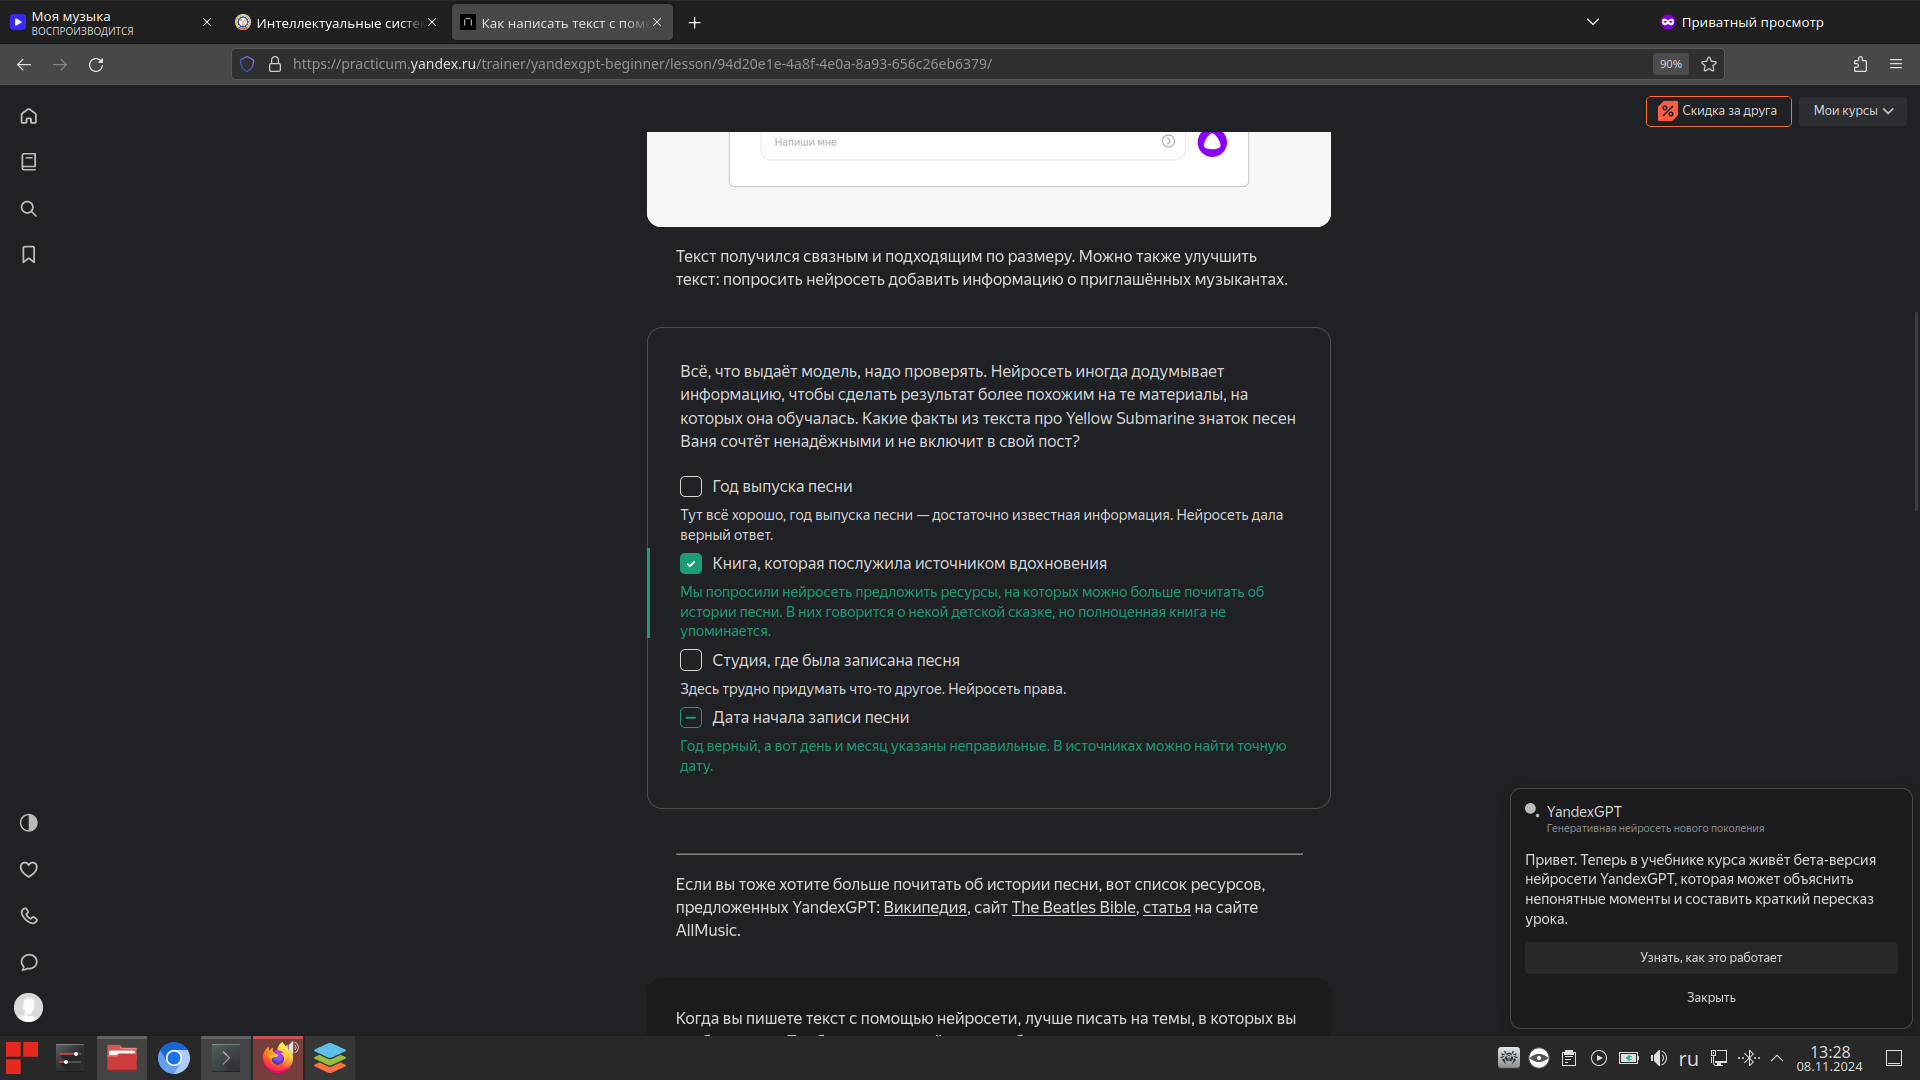 Моя музыка
ВОСПРОИЗВОДИТСЯ
Интеллектуальные систе
Как написать текст с пом
Приватный просмотр
https://practicum.yandex.ru/trainer/yandexgpt-beginner/lesson/94d20e1e-4a8f-4e0a-8a93-656c26eb6379/
90%
Скидка за друга
Мои курсы
Напиши мне
Текст получился связным и подходящим по размеру. Можно также улучшить
текст: попросить нейросеть добавить информацию о приглашённых музыкантах.
Всё, что выдаёт модель, надо проверять. Нейросеть иногда додумывает
информацию, чтобы сделать результат более похожим на те материалы, на
которых она обучалась. Какие факты из текста про Yellow Submarine знаток песен
Ваня сочтёт ненадёжными и не включит в свой пост?
Год выпуска песни
Тут всё хорошо, год выпуска песни — достаточно известная информация. Нейросеть дала
верный ответ.
Книга, которая послужила источником вдохновения
Мы попросили нейросеть предложить ресурсы, на которых можно больше почитать об
истории песни. В них говорится о некой детской сказке, но полноценная книга не
упоминается.
Студия, где была записана песня
Здесь трудно придумать что-то другое. Нейросеть права.
Дата начала записи песни
Год верный, а вот день и месяц указаны неправильные. В источниках можно найти точную
дату.
Если вы тоже хотите больше почитать об истории песни, вот список ресурсов,
предложенных YandexGPT: Википедия, сайт The Beatles Bible, статья на сайте
AllMusic.
Когда вы пишете текст с помощью нейросети, лучше писать на темы, в которых вы
YandexGPT
Генеративная нейросеть нового поколения
Привет. Теперь в учебнике курса живёт бета-версия
нейросети YandexGPT, которая может объяснить
непонятные моменты и составить краткий пересказ
урока.
Узнать, как это работает
Закрыть
ru
13:28
08.11.2024